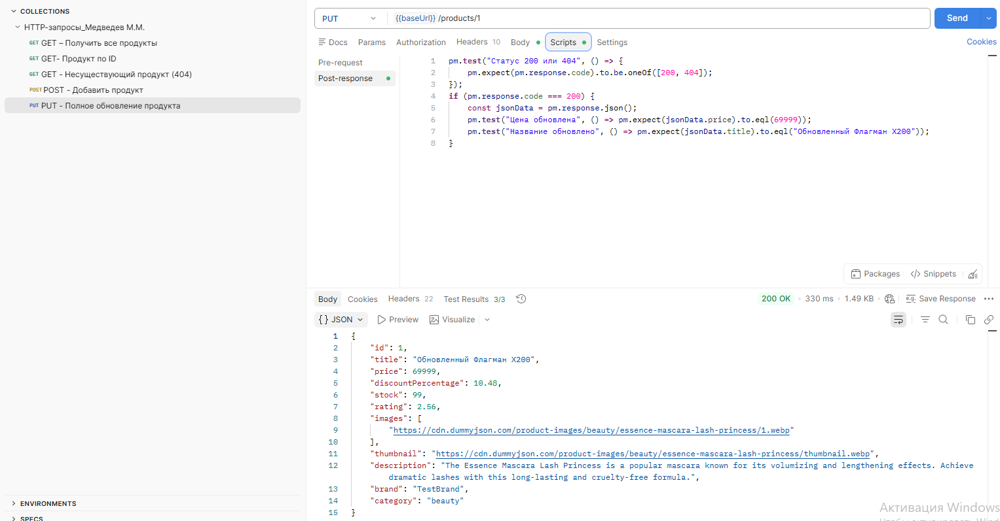 COLLECTIONS
HTTP-запросы_Медведев М.М.
GET GET – Получить все продукты
GET GET- Продукт по ID
GET GET - Несуществующий продукт (404)
POST POST - Добавить продукт
PUT PUT - Полное обновление продукта
ENVIRONMENTS
SPECS
PUT {{baseUrl}} /products/1 Send
Docs Params Authorization Headers 10 Body Scripts Settings Cookies
Pre-request
Post-response
1 pm.test("Статус 200 или 404", () => {
2 pm.expect(pm.response.code).to.be.oneOf([200, 404]);
3 });
4 if (pm.response.code === 200) {
5 const jsonData = pm.response.json();
6 pm.test("Цена обновлена", () => pm.expect(jsonData.price).to.eql(69999));
7 pm.test("Название обновлено", () => pm.expect(jsonData.title).to.eql("Обновленный Флагман X200"));
8 }
Packages Snippets
Body Cookies Headers 22 Test Results 3/3 200 OK • 330 ms • 1.49 KB • e.g. Save Response
{} JSON Preview Visualize
1 {
2 "id": 1,
3 "title": "Обновленный Флагман X200",
4 "price": 69999,
5 "discountPercentage": 10.48,
6 "stock": 99,
7 "rating": 2.56,
8 "images": [
9 "https://cdn.dummyjson.com/product-images/beauty/essence-mascara-lash-princess/1.webp"
10 ],
11 "thumbnail": "https://cdn.dummyjson.com/product-images/beauty/essence-mascara-lash-princess/thumbnail.webp",
12 "description": "The Essence Mascara Lash Princess is a popular mascara known for its volumizing and lengthening effects. Achieve
dramatic lashes with this long-lasting and cruelty-free formula.",
13 "brand": "TestBrand",
14 "category": "beauty"
15 }
Активация Windows